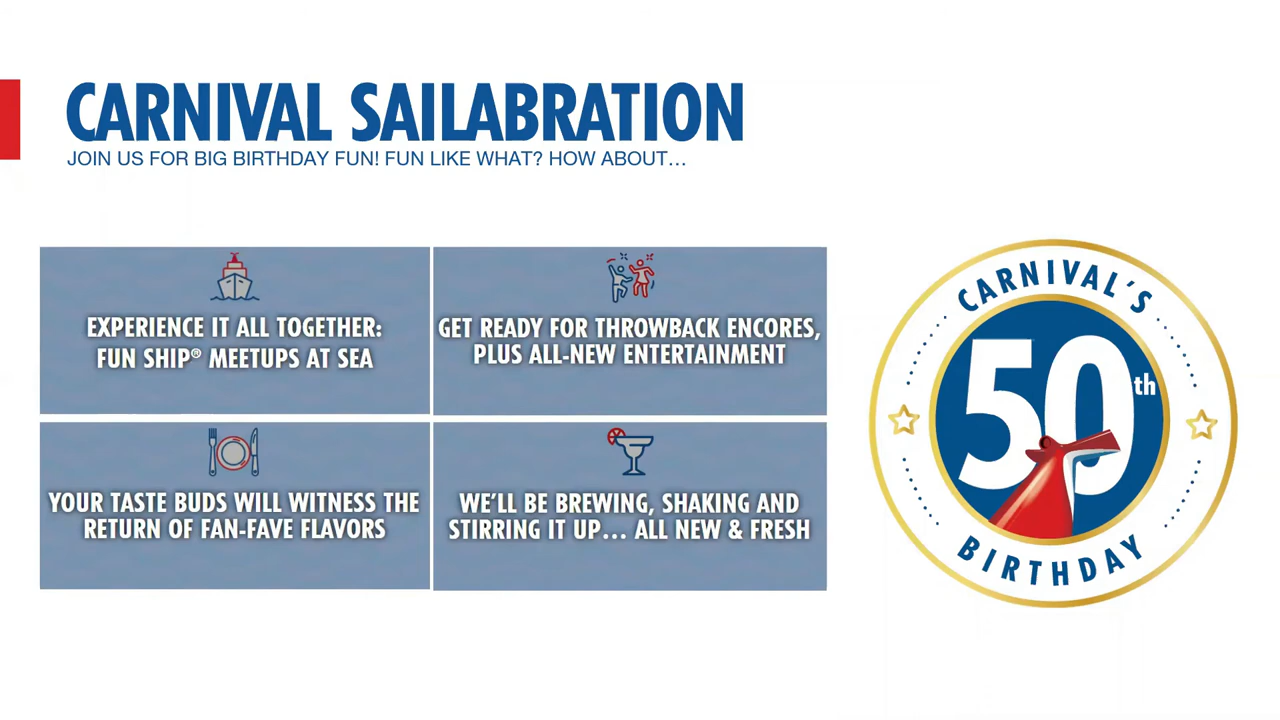 CARNIVAL SAILABRATION
JOIN US FOR BIG BIRTHDAY FUN! FUN LIKE WHAT? HOW ABOUT…
EXPERIENCE IT ALL TOGETHER:
FUN SHIP® MEETUPS AT SEA
GET READY FOR THROWBACK ENCORES,
PLUS ALL-NEW ENTERTAINMENT
YOUR TASTE BUDS WILL WITNESS THE
RETURN OF FAN-FAVE FLAVORS
WE’LL BE BREWING, SHAKING AND
STIRRING IT UP… ALL NEW & FRESH
CARNIVAL’S
50th
BIRTHDAY